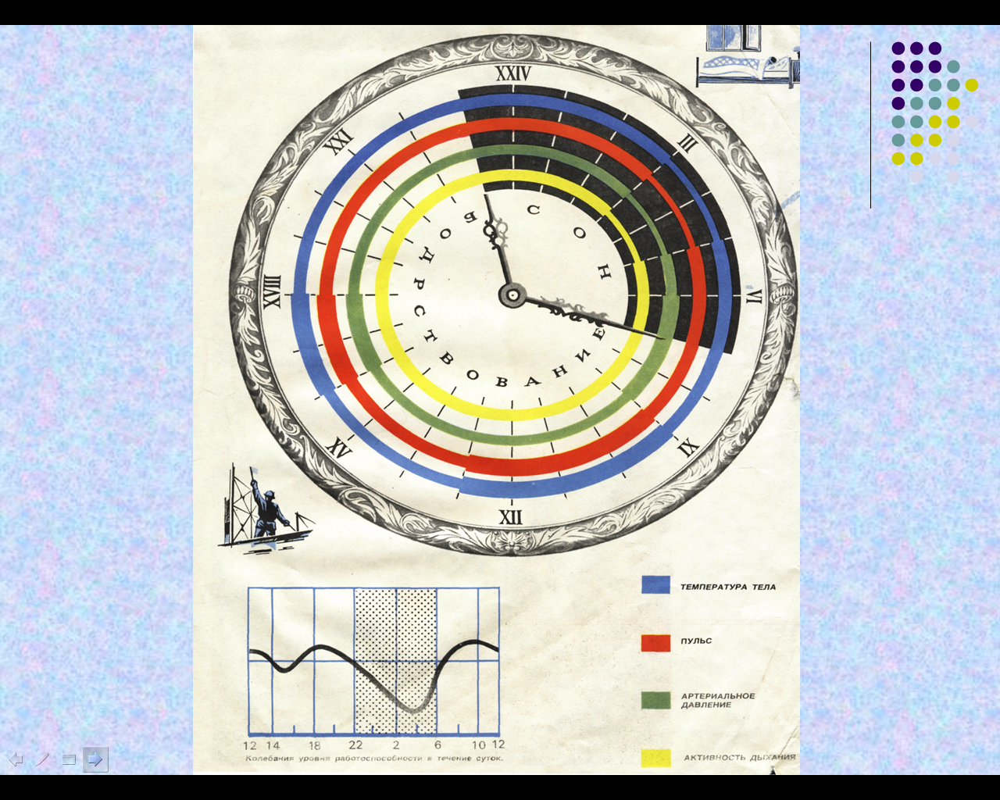 XXIV
III
VI
IX
XII
XV
XVIII
XXI
СОН
БОДРСТВОВАНИЕ
ТЕМПЕРАТУРА ТЕЛА
ПУЛЬС
АРТЕРИАЛЬНОЕ
ДАВЛЕНИЕ
АКТИВНОСТЬ ДЫХАНИЯ
12 14 18 22 2 6 10 12
Колебания уровня работоспособности в течение суток.